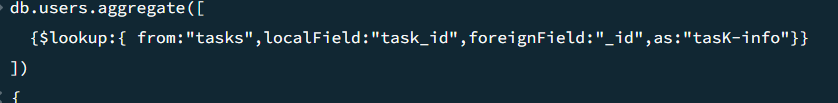 db.users.aggregate([
{$lookup:{ from:"tasks",localField:"task_id",foreignField:"_id",as:"tasK-info"}}
])
{